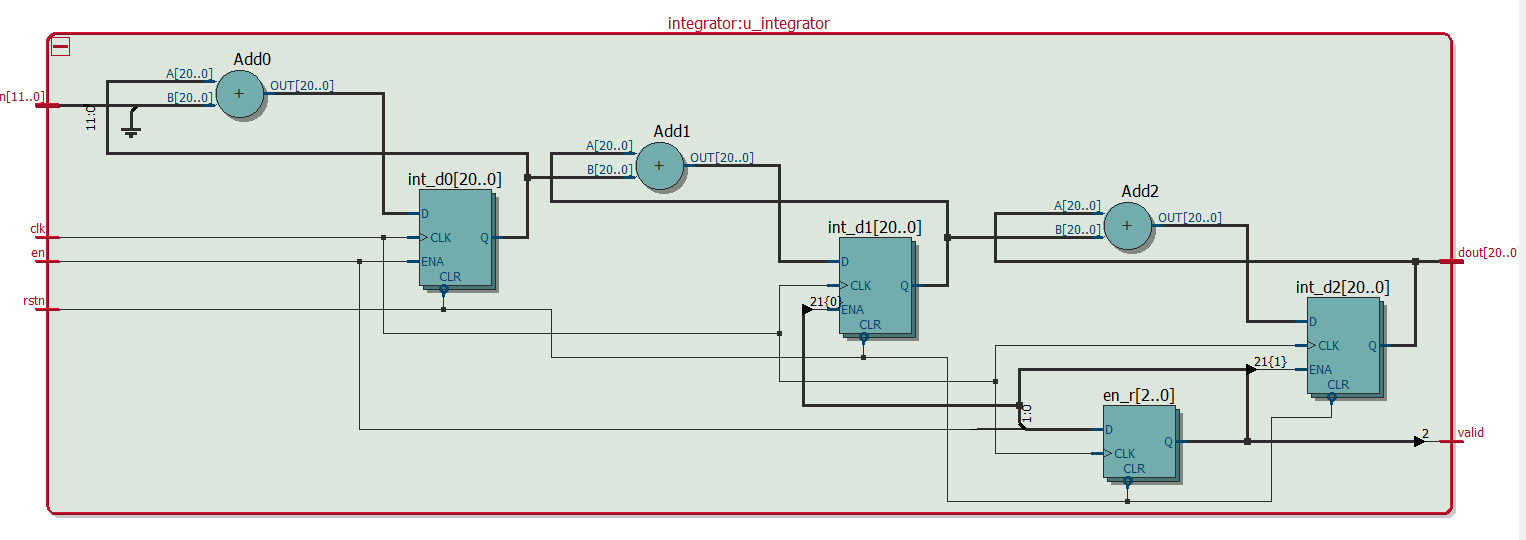 integrator:u_integrator
Add0
A[20..0]
B[20..0]
OUT[20..0]
n[11..0]
11:0
Add1
A[20..0]
B[20..0]
OUT[20..0]
int_d0[20..0]
D
CLK
Q
ENA
CLR
clk
en
rstn
Add2
A[20..0]
B[20..0]
OUT[20..0]
int_d1[20..0]
D
CLK
Q
21{0}
ENA
CLR
dout[20..0
int_d2[20..0]
D
CLK
Q
21{1}
ENA
CLR
en_r[2..0]
1:0
D
Q
CLK
CLR
2
valid